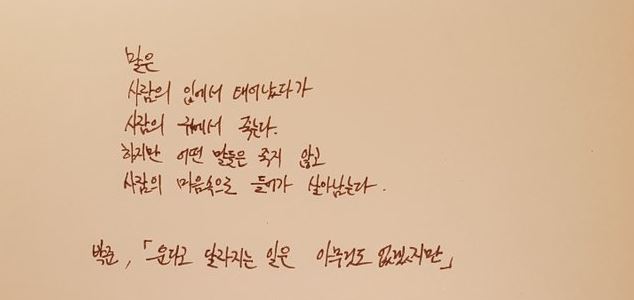 말은
사람의 입에서 태어났다가
사람의 귀에서 죽는다.
하지만 어떤 말들은 죽지 않고
사람의 마음속으로 들어가 살아남는다.
박준, 「운다고 달라지는 일은 아무것도 없겠지만」